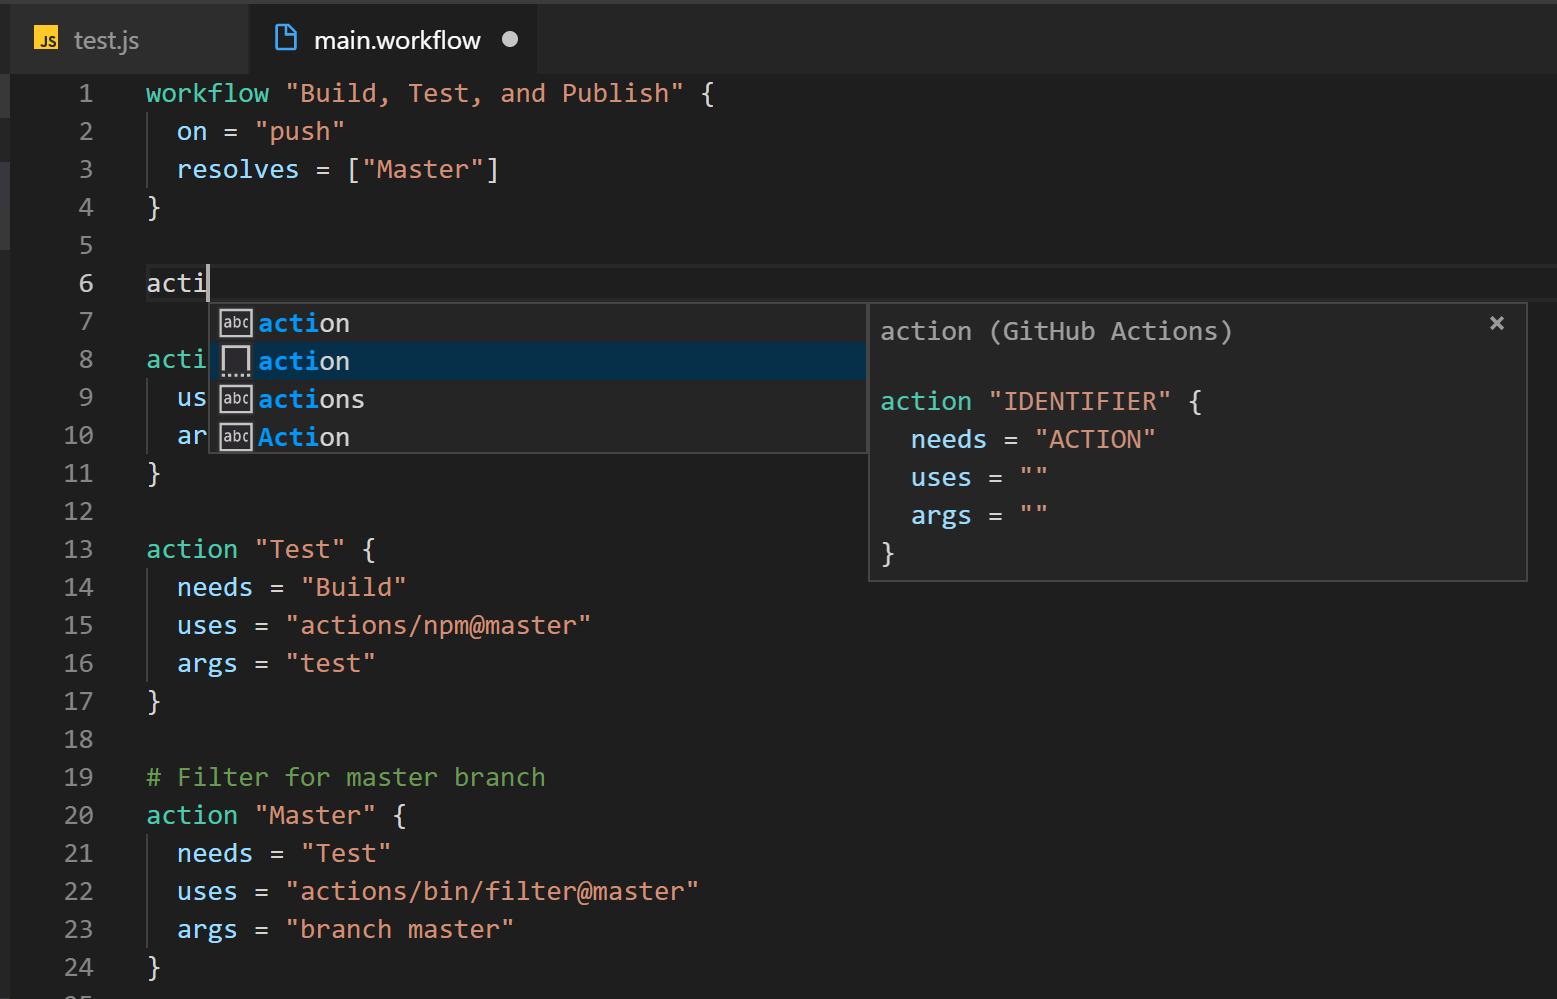 JS test.js
main.workflow
1 workflow "Build, Test, and Publish" {
2 on = "push"
3 resolves = ["Master"]
4 }
5
6 acti
7
8 acti
9 us
10 ar
11 }
12
13 action "Test" {
14 needs = "Build"
15 uses = "actions/npm@master"
16 args = "test"
17 }
18
19 # Filter for master branch
20 action "Master" {
21 needs = "Test"
22 uses = "actions/bin/filter@master"
23 args = "branch master"
24 }
abc action
action
abc actions
abc Action
action (GitHub Actions) ×
action "IDENTIFIER" {
needs = "ACTION"
uses = ""
args = ""
}